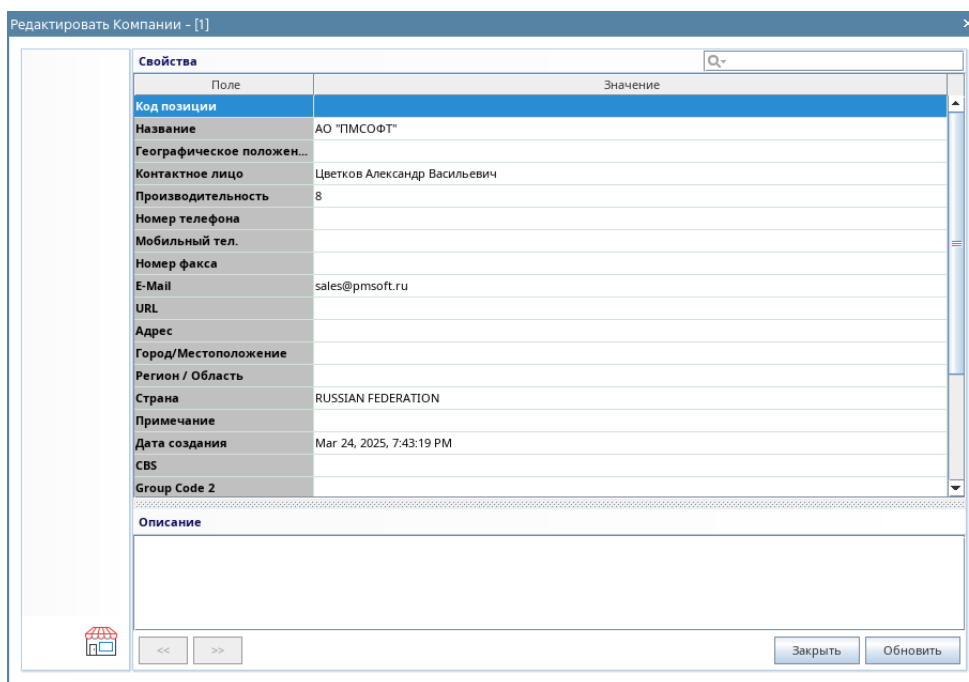 Редактировать Компании - [1]
Свойства
Поле Значение
Код позиции
Название АО "ПМСОФТ"
Географическое положен...
Контактное лицо Цветков Александр Васильевич
Производительность 8
Номер телефона
Мобильный тел.
Номер факса
E-Mail sales@pmsoft.ru
URL
Адрес
Город/Местоположение
Регион / Область
Страна RUSSIAN FEDERATION
Примечание
Дата создания Mar 24, 2025, 7:43:19 PM
CBS
Group Code 2
Описание
<< >> Закрыть Обновить